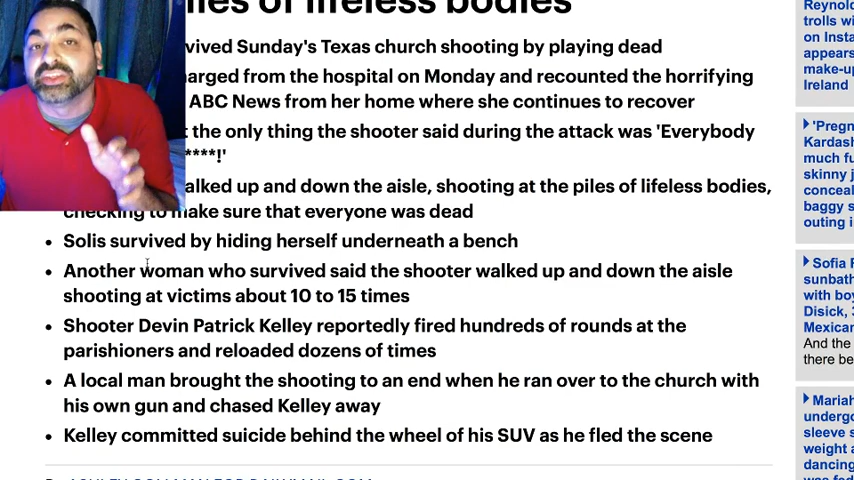 iles of lifeless bodies
vived Sunday's Texas church shooting by playing dead
harged from the hospital on Monday and recounted the horrifying
ABC News from her home where she continues to recover
t the only thing the shooter said during the attack was 'Everybody
****!'
alked up and down the aisle, shooting at the piles of lifeless bodies,
checking to make sure that everyone was dead
• Solis survived by hiding herself underneath a bench
• Another woman who survived said the shooter walked up and down the aisle
shooting at victims about 10 to 15 times
• Shooter Devin Patrick Kelley reportedly fired hundreds of rounds at the
parishioners and reloaded dozens of times
• A local man brought the shooting to an end when he ran over to the church with
his own gun and chased Kelley away
• Kelley committed suicide behind the wheel of his SUV as he fled the scene
Reynold
trolls wi
on Insta
appears
make-up
Ireland
'Pregn
Kardash
much fu
skinny j
conceal
baggy s
outing i
Sofia F
sunbath
with boy
Disick, 3
Mexican
And the
there be
Mariah
undergo
sleeve s
weight a
dancing